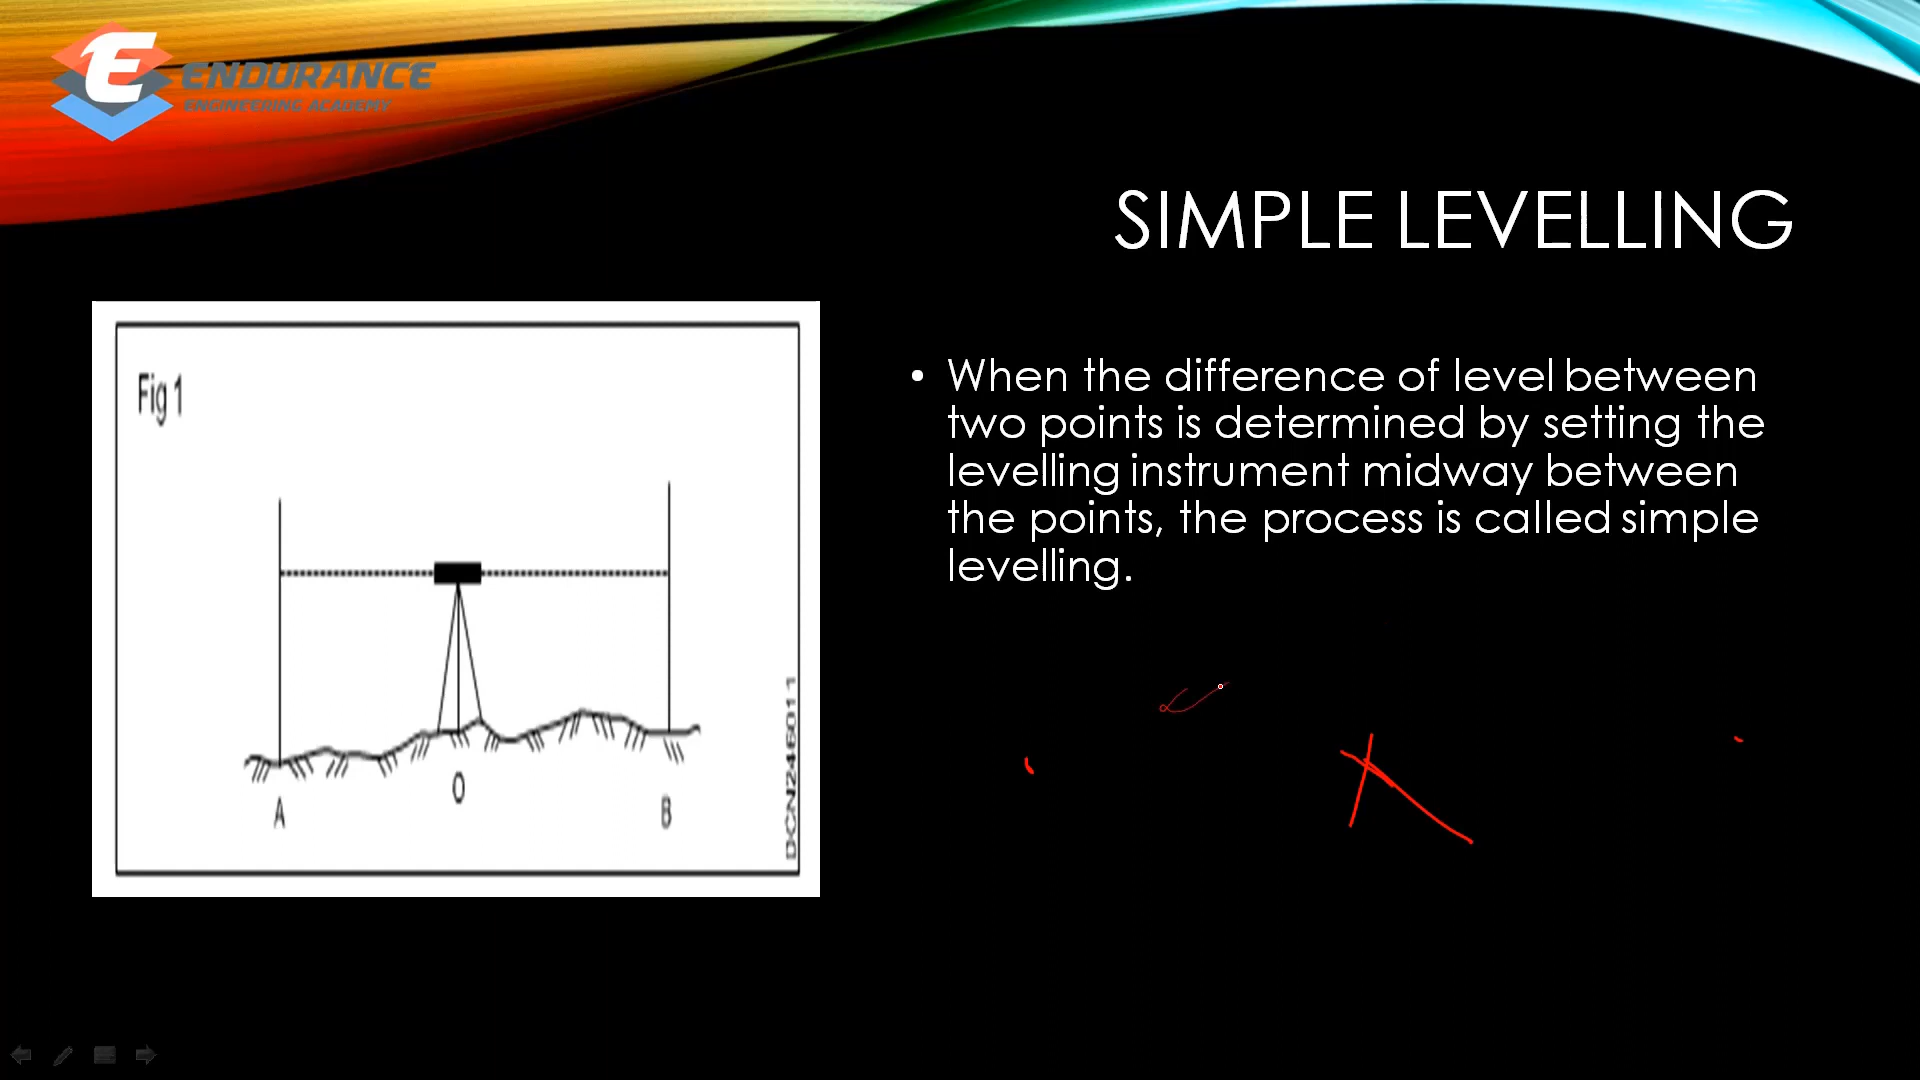 ENDURANCE
ENGINEERING ACADEMY
SIMPLE LEVELLING
Fig 1
A
O
B
DCN246011
• When the difference of level between
two points is determined by setting the
levelling instrument midway between
the points, the process is called simple
levelling.